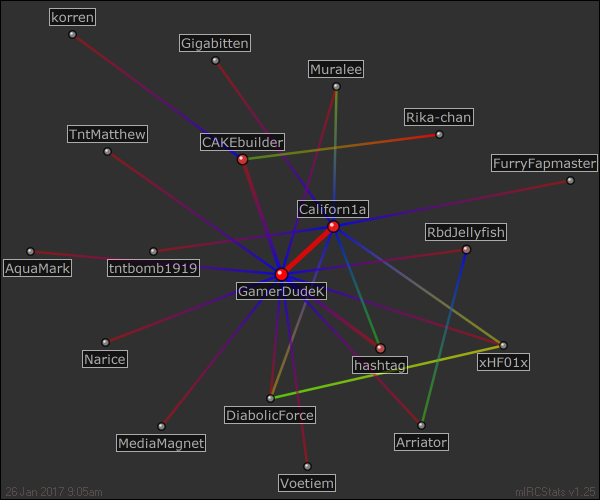 korren
Gigabitten
Muralee
Rika-chan
TntMatthew
CAKEbuilder
FurryFapmaster
Californ1a
RbdJellyfish
AquaMark
tntbomb1919
GamerDudeK
Narice
hashtag
xHF01x
DiabolicForce
MediaMagnet
Arriator
Voetiem
26 Jan 2017 9:05am
mIRCStats v1.25